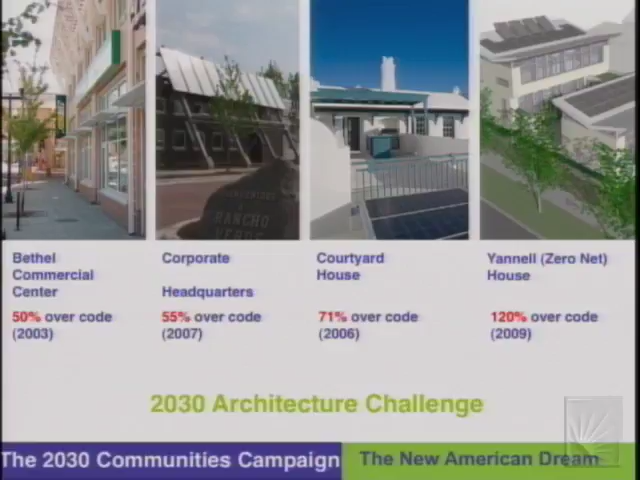 RANCHO
VERDE
Bethel
Commercial
Center
50% over code
(2003)
Corporate
Headquarters
55% over code
(2007)
Courtyard
House
71% over code
(2006)
Yannell (Zero Net)
House
120% over code
(2009)
2030 Architecture Challenge
The 2030 Communities Campaign
The New American Dream